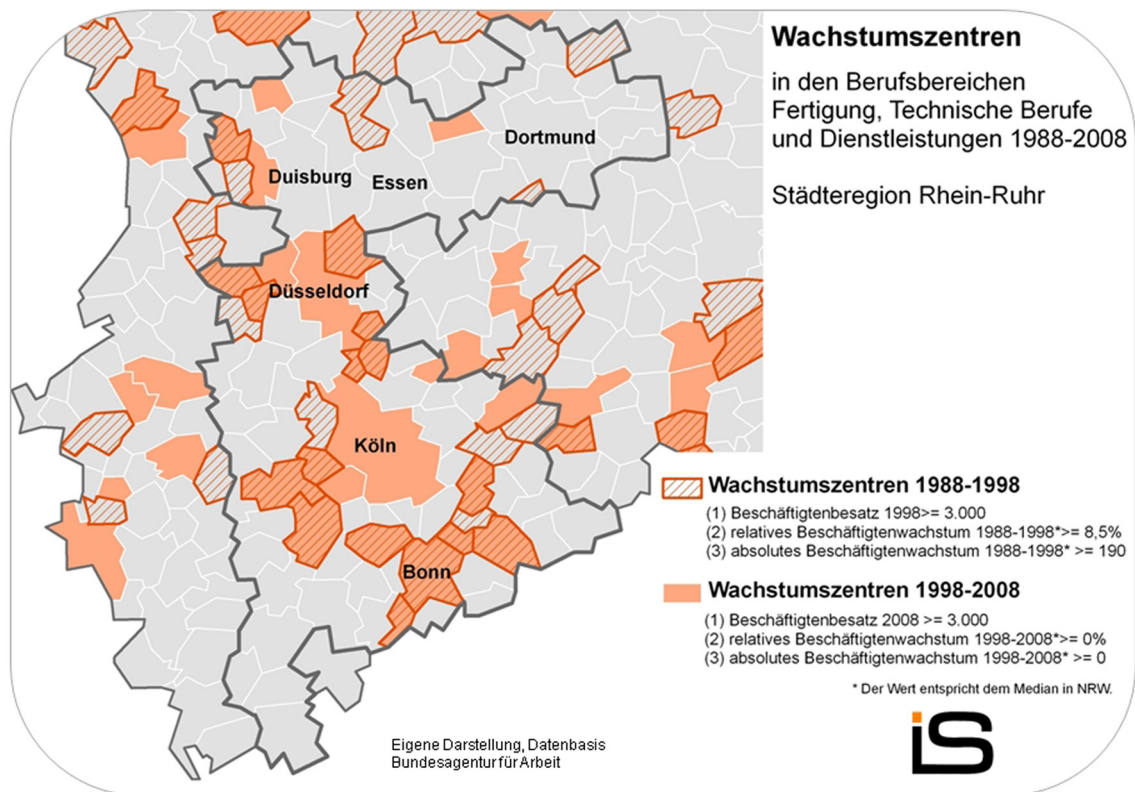 Wachstumszentren
in den Berufsbereichen
Fertigung, Technische Berufe
und Dienstleistungen 1988-2008
Städteregion Rhein-Ruhr
Dortmund
Duisburg
Essen
Düsseldorf
Köln
Bonn
Wachstumszentren 1988-1998
(1) Beschäftigtenbesatz 1998>= 3.000
(2) relatives Beschäftigtenwachstum 1988-1998*>= 8,5%
(3) absolutes Beschäftigtenwachstum 1988-1998* >= 190
Wachstumszentren 1998-2008
(1) Beschäftigtenbesatz 2008 >= 3.000
(2) relatives Beschäftigtenwachstum 1998-2008*>= 0%
(3) absolutes Beschäftigtenwachstum 1998-2008* >= 0
* Der Wert entspricht dem Median in NRW.
Eigene Darstellung, Datenbasis
Bundesagentur für Arbeit
iS